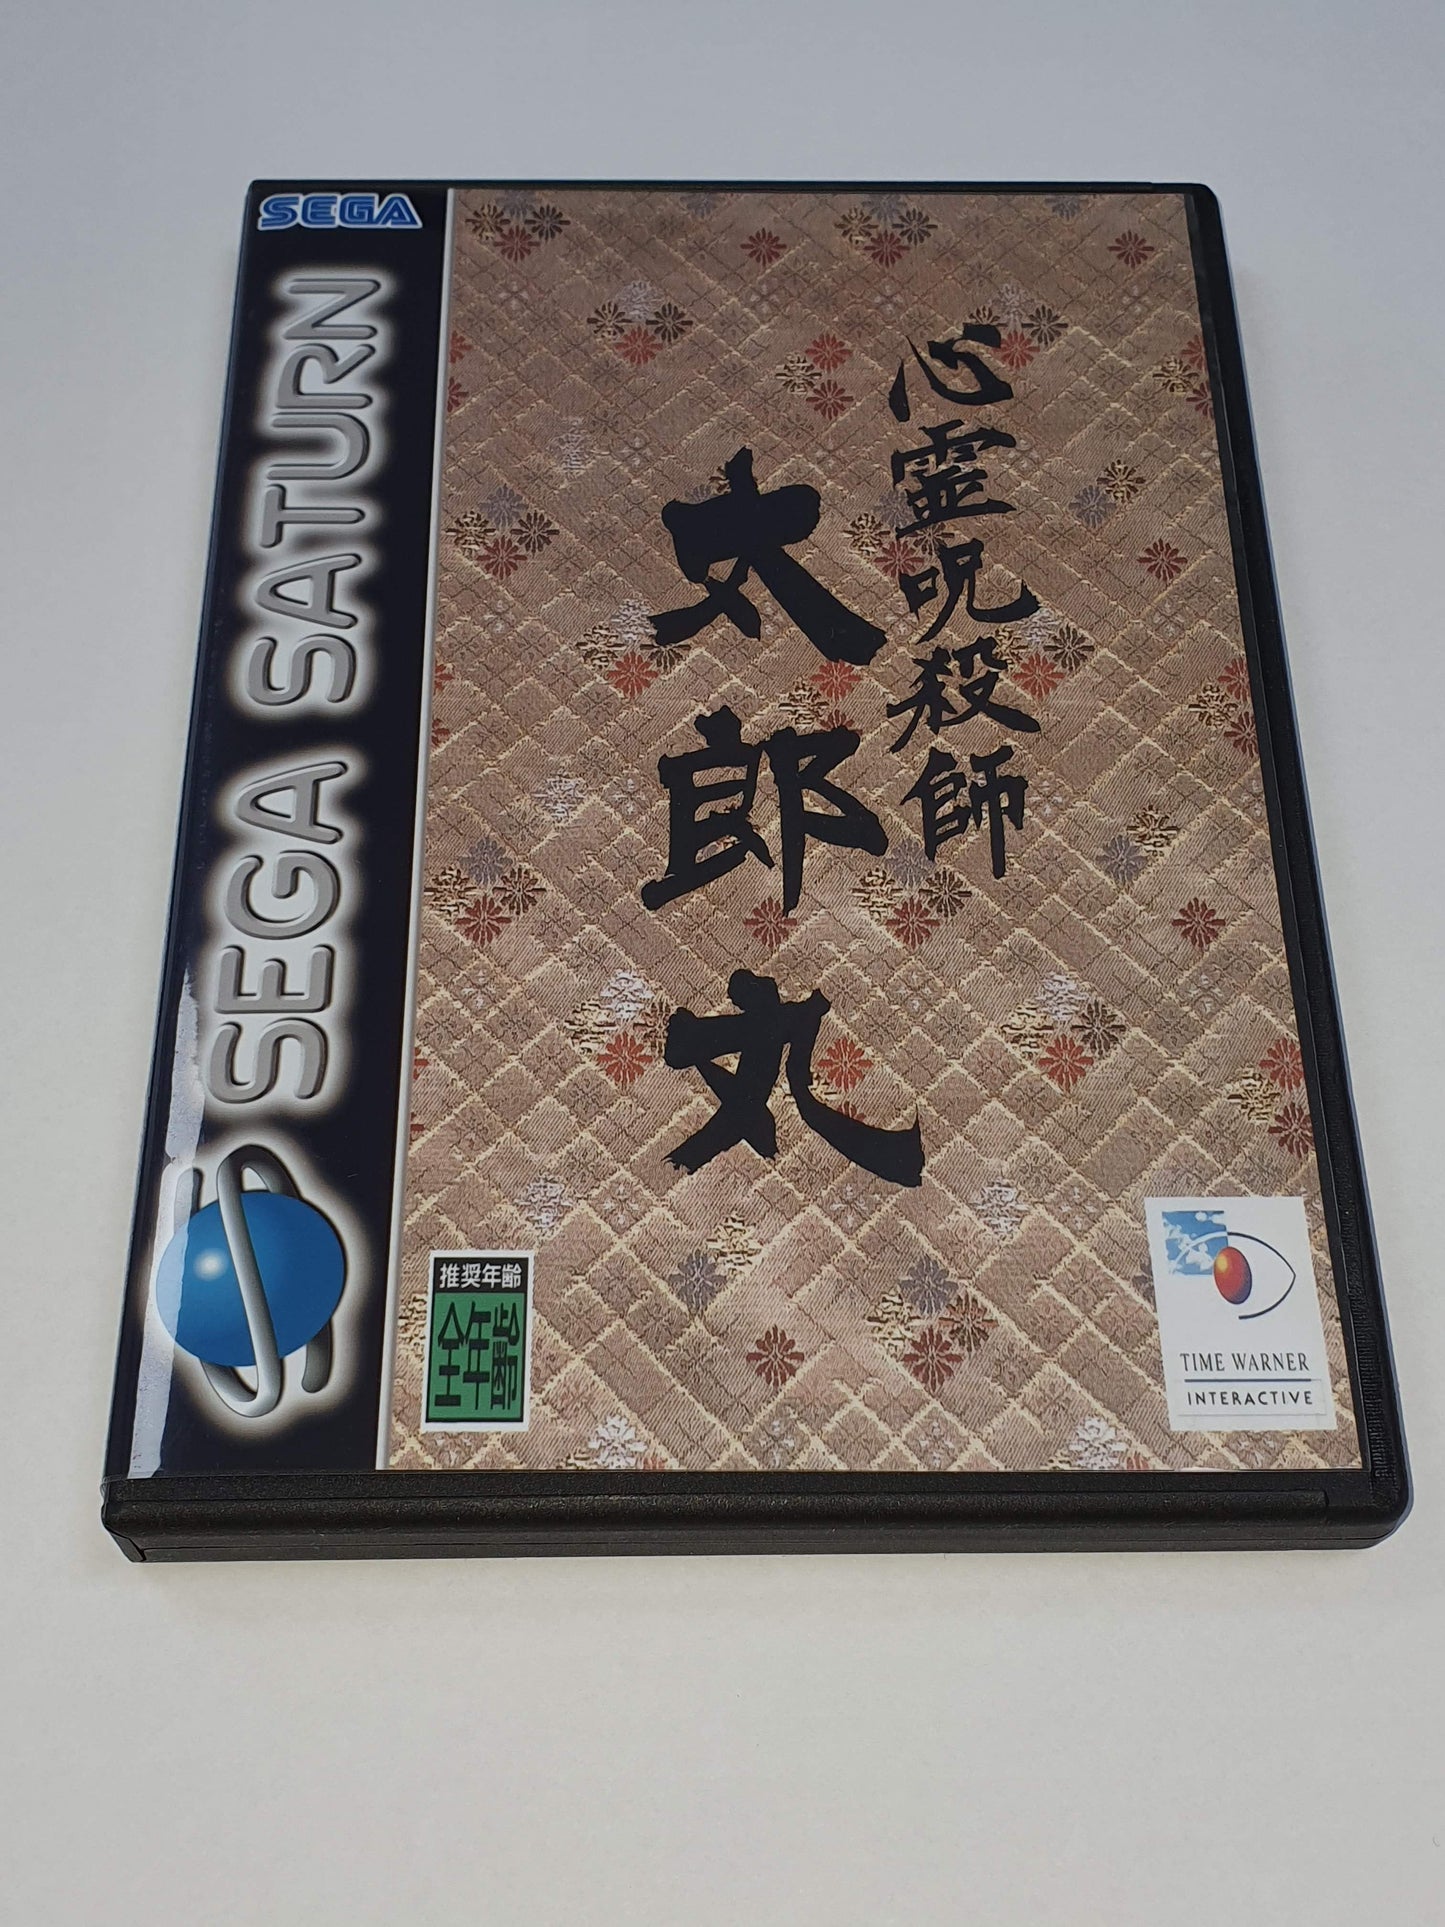 SEGA
SEGA SATURN
心霊呪殺師
太郎丸
推奨年齢
全年齢
TIME WARNER
INTERACTIVE